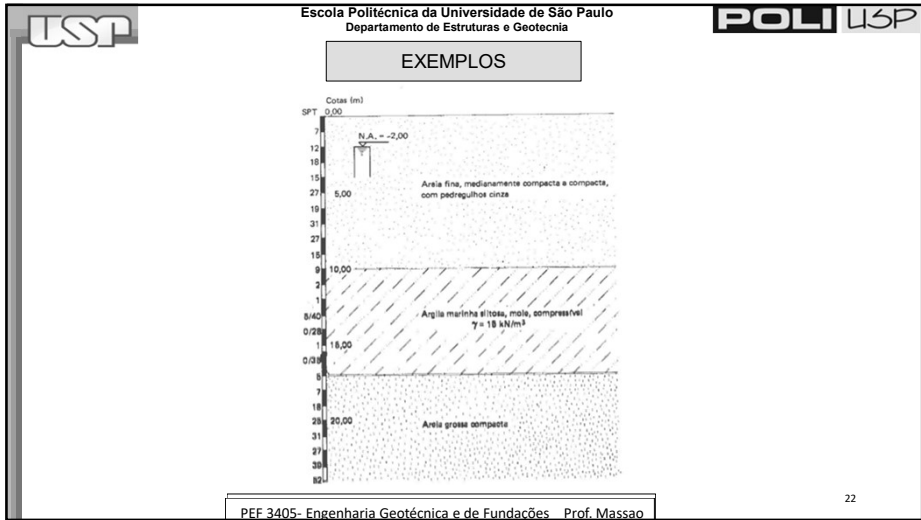 Escola Politécnica da Universidade de São Paulo
Departamento de Estruturas e Geotecnia
USP
POLI USP
EXEMPLOS
Cotas (m)
SPT 0,00
7
N.A. = -2,00
12
18
15
27 5,00
Areia fina, medianamente compacta a compacta,
com pedregulhos cinza
19
31
27
15
9 10,00
2
1
5/40
Argila marinha siltosa, mole, compressível
γ = 15 kN/m³
0/28
1 15,00
0/38
5
7
18
25 20,00
Areia grossa compacta
31
27
39
52
22
PEF 3405- Engenharia Geotécnica e de Fundações Prof. Massao